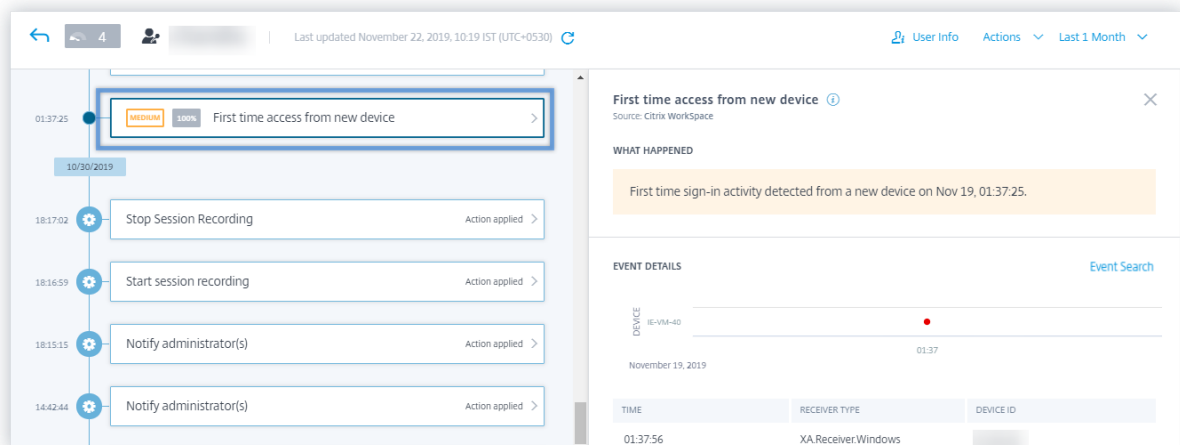 4
Last updated November 22, 2019, 10:19 IST (UTC+0530)
User Info
Actions
Last 1 Month
01:37:25
MEDIUM 100% First time access from new device
10/30/2019
18:17:02 Stop Session Recording Action applied
18:16:59 Start session recording Action applied
18:15:15 Notify administrator(s) Action applied
14:42:44 Notify administrator(s) Action applied
First time access from new device
Source: Citrix WorkSpace
WHAT HAPPENED
First time sign-in activity detected from a new device on Nov 19, 01:37:25.
EVENT DETAILS
Event Search
DEVICE
IE-VM-40
01:37
November 19, 2019
TIME RECEIVER TYPE DEVICE ID
01:37:56 XA.Receiver.Windows